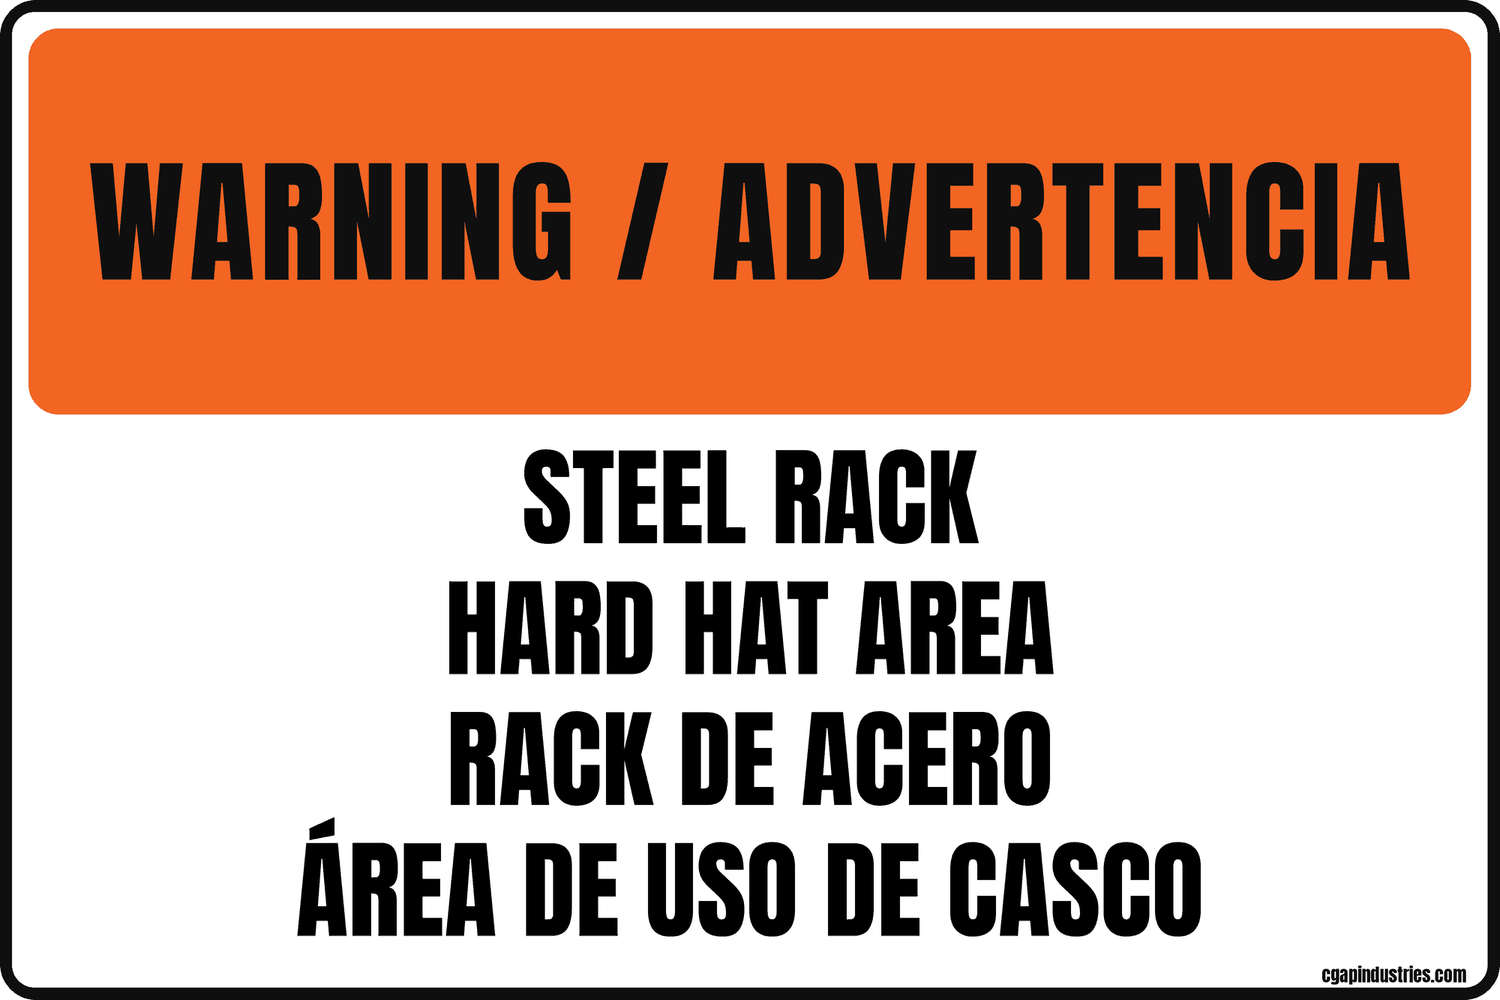 WARNING / ADVERTENCIA
STEEL RACK
HARD HAT AREA
RACK DE ACERO
ÁREA DE USO DE CASCO
cgapindustries.com